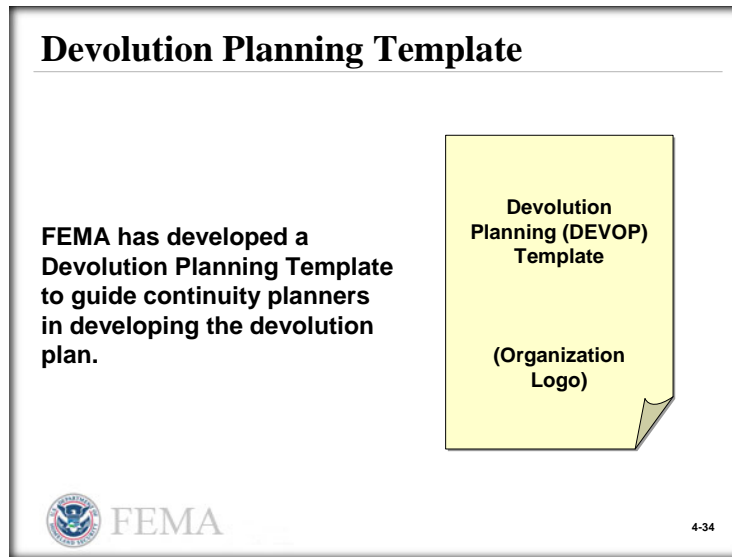 Devolution Planning Template
FEMA has developed a
Devolution Planning Template
to guide continuity planners
in developing the devolution
plan.
Devolution
Planning (DEVOP)
Template
(Organization
Logo)
FEMA
4-34